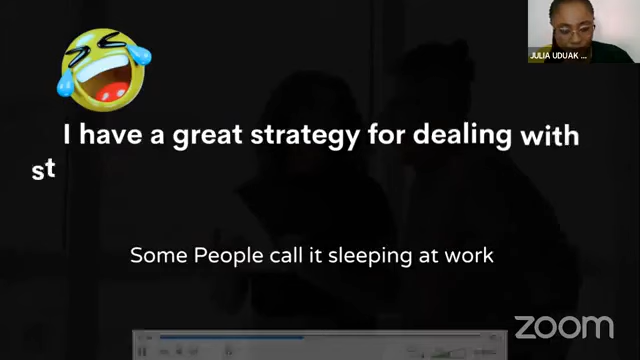 JULIA UDUAK ...
I have a great strategy for dealing with
st
Some People call it sleeping at work
zoom